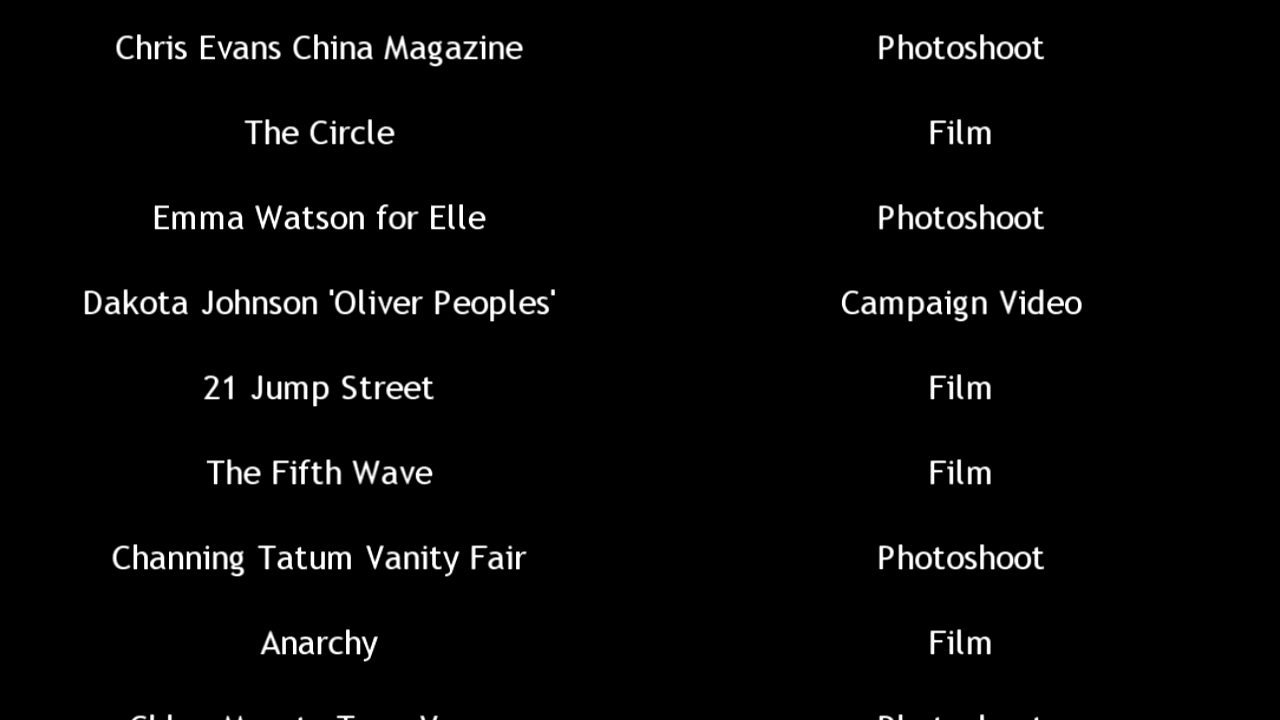 Chris Evans China Magazine Photoshoot
The Circle Film
Emma Watson for Elle Photoshoot
Dakota Johnson 'Oliver Peoples' Campaign Video
21 Jump Street Film
The Fifth Wave Film
Channing Tatum Vanity Fair Photoshoot
Anarchy Film